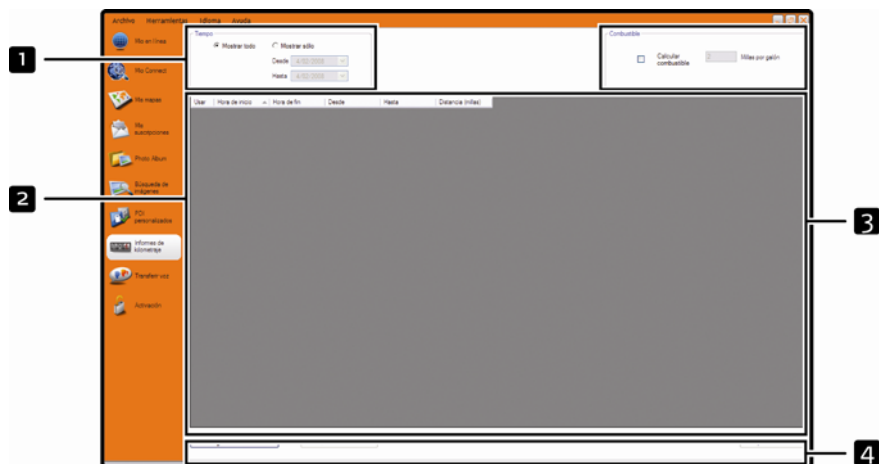 Archivo Herramientas Idioma Ayuda
Mio en línea
Mio Connect
Mis mapas
Mis suscripciones
Photo Album
Búsqueda de imágenes
PDI personalizados
Informes de kilometraje
Transferir voz
Activación
1
Tiempo
Mostrar todo Mostrar sólo
Desde
Hasta
Combustible
Calcular combustible
Millas por galón
2
Usar Hora de inicio Hora de fin Desde Hasta Distancia (millas)
3
4